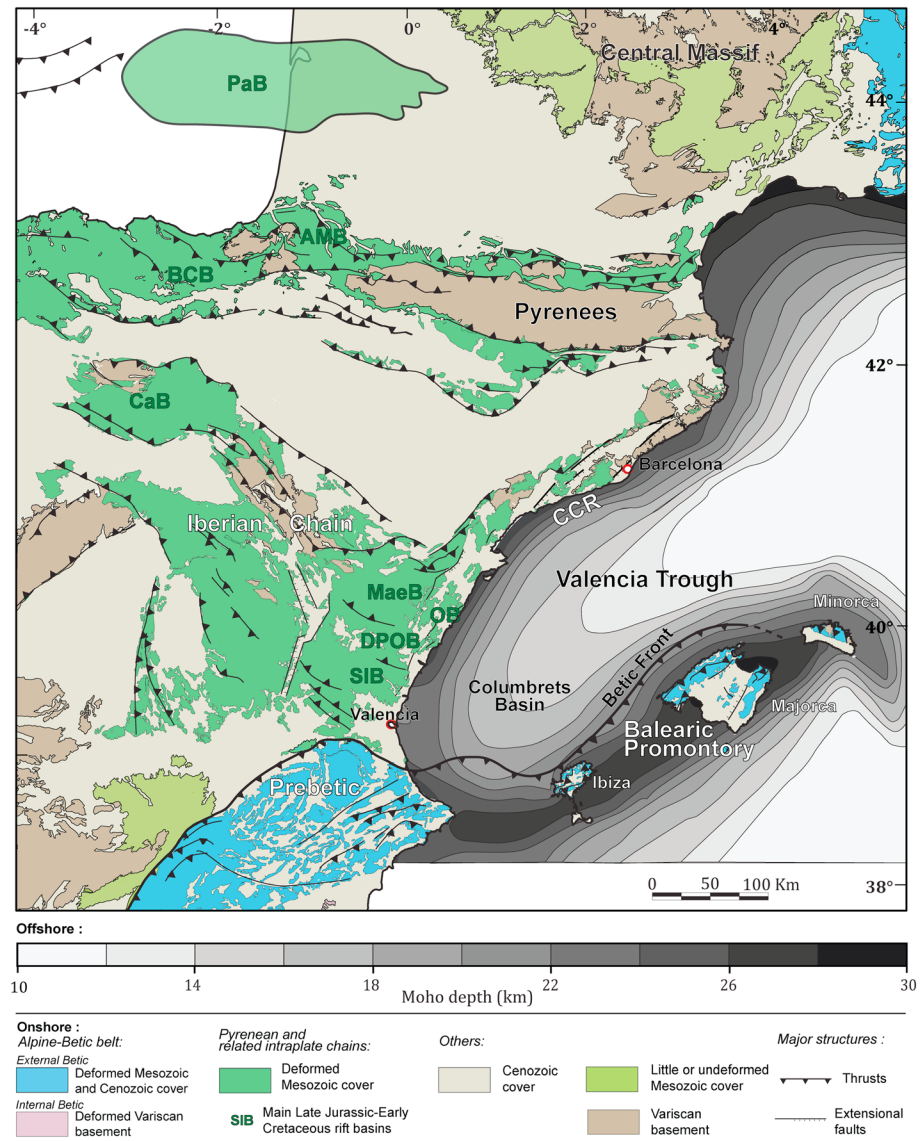 -4° -2° 0° 2° 4°
Central Massif
PaB
44°
AMB
BCB
Pyrenees
42°
CaB
Barcelona
CCR
Iberian Chain
Valencia Trough
MaeB
Minorca
OB
40°
DPOB
Betic Front
SIB
Columbrets
Basin
Valencia
Majorca
Balearic
Promontory
Prebetic
Ibiza
0 50 100 Km
38°
Offshore :
10 14 18 22 26 30
Moho depth (km)
Onshore :
Alpine-Betic belt:
External Betic
Deformed Mesozoic
and Cenozoic cover
Internal Betic
Deformed Variscan
basement
Pyrenean and
related intraplate chains:
Deformed
Mesozoic cover
SIB Main Late Jurassic-Early
Cretaceous rift basins
Others:
Cenozoic
cover
Little or undeformed
Mesozoic cover
Variscan
basement
Major structures :
Thrusts
Extensional
faults